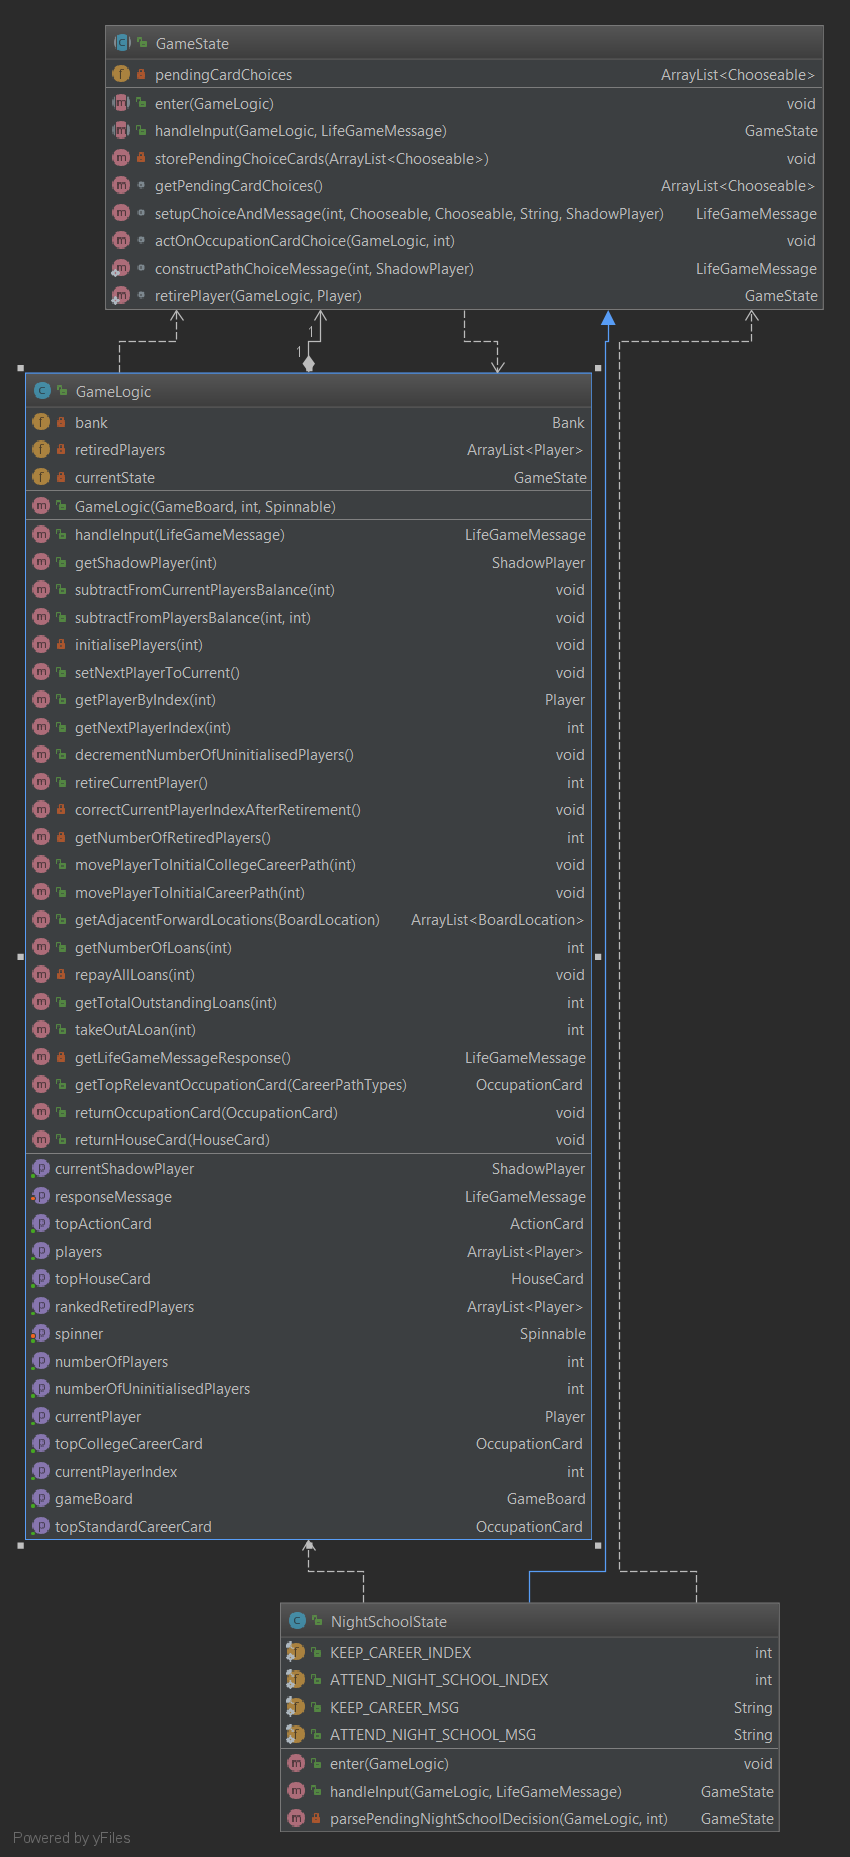 GameState
pendingCardChoices ArrayList<Chooseable>
enter(GameLogic) void
handleInput(GameLogic, LifeGameMessage) GameState
storePendingChoiceCards(ArrayList<Chooseable>) void
getPendingCardChoices() ArrayList<Chooseable>
setupChoiceAndMessage(int, Chooseable, Chooseable, String, ShadowPlayer) LifeGameMessage
actOnOccupationCardChoice(GameLogic, int) void
constructPathChoiceMessage(int, ShadowPlayer) LifeGameMessage
retirePlayer(GameLogic, Player) GameState
1
1
GameLogic
bank Bank
retiredPlayers ArrayList<Player>
currentState GameState
GameLogic(GameBoard, int, Spinnable)
handleInput(LifeGameMessage) LifeGameMessage
getShadowPlayer(int) ShadowPlayer
subtractFromCurrentPlayersBalance(int) void
subtractFromPlayersBalance(int, int) void
initialisePlayers(int) void
setNextPlayerToCurrent() void
getPlayerByIndex(int) Player
getNextPlayerIndex(int) int
decrementNumberOfUninitialisedPlayers() void
retireCurrentPlayer() int
correctCurrentPlayerIndexAfterRetirement() void
getNumberOfRetiredPlayers() int
movePlayerToInitialCollegeCareerPath(int) void
movePlayerToInitialCareerPath(int) void
getAdjacentForwardLocations(BoardLocation) ArrayList<BoardLocation>
getNumberOfLoans(int) int
repayAllLoans(int) void
getTotalOutstandingLoans(int) int
takeOutALoan(int) int
getLifeGameMessageResponse() LifeGameMessage
getTopRelevantOccupationCard(CareerPathTypes) OccupationCard
returnOccupationCard(OccupationCard) void
returnHouseCard(HouseCard) void
currentShadowPlayer ShadowPlayer
responseMessage LifeGameMessage
topActionCard ActionCard
players ArrayList<Player>
topHouseCard HouseCard
rankedRetiredPlayers ArrayList<Player>
spinner Spinnable
numberOfPlayers int
numberOfUninitialisedPlayers int
currentPlayer Player
topCollegeCareerCard OccupationCard
currentPlayerIndex int
gameBoard GameBoard
topStandardCareerCard OccupationCard
NightSchoolState
KEEP_CAREER_INDEX int
ATTEND_NIGHT_SCHOOL_INDEX int
KEEP_CAREER_MSG String
ATTEND_NIGHT_SCHOOL_MSG String
enter(GameLogic) void
handleInput(GameLogic, LifeGameMessage) GameState
parsePendingNightSchoolDecision(GameLogic, int) GameState
Powered by yFiles